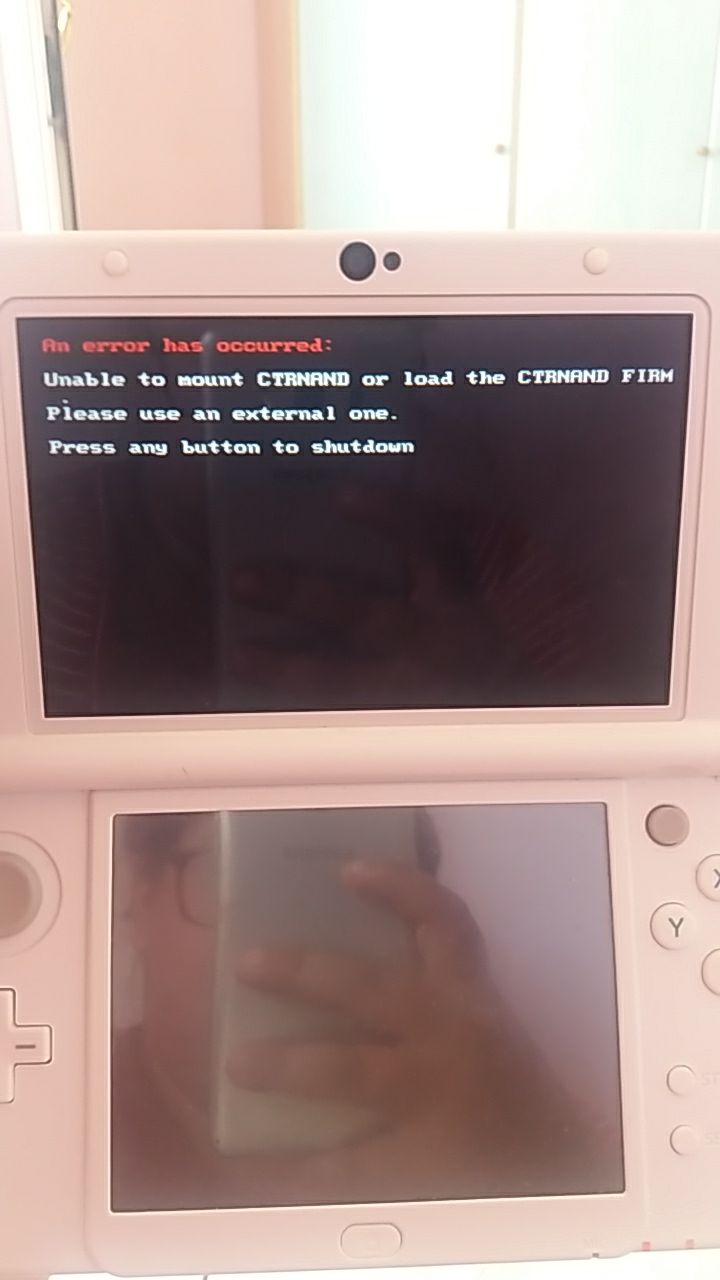 An error has occurred:
Unable to mount CTRNAND or load the CTRNAND FIRM
Please use an external one.
Press any button to shutdown
X
Y